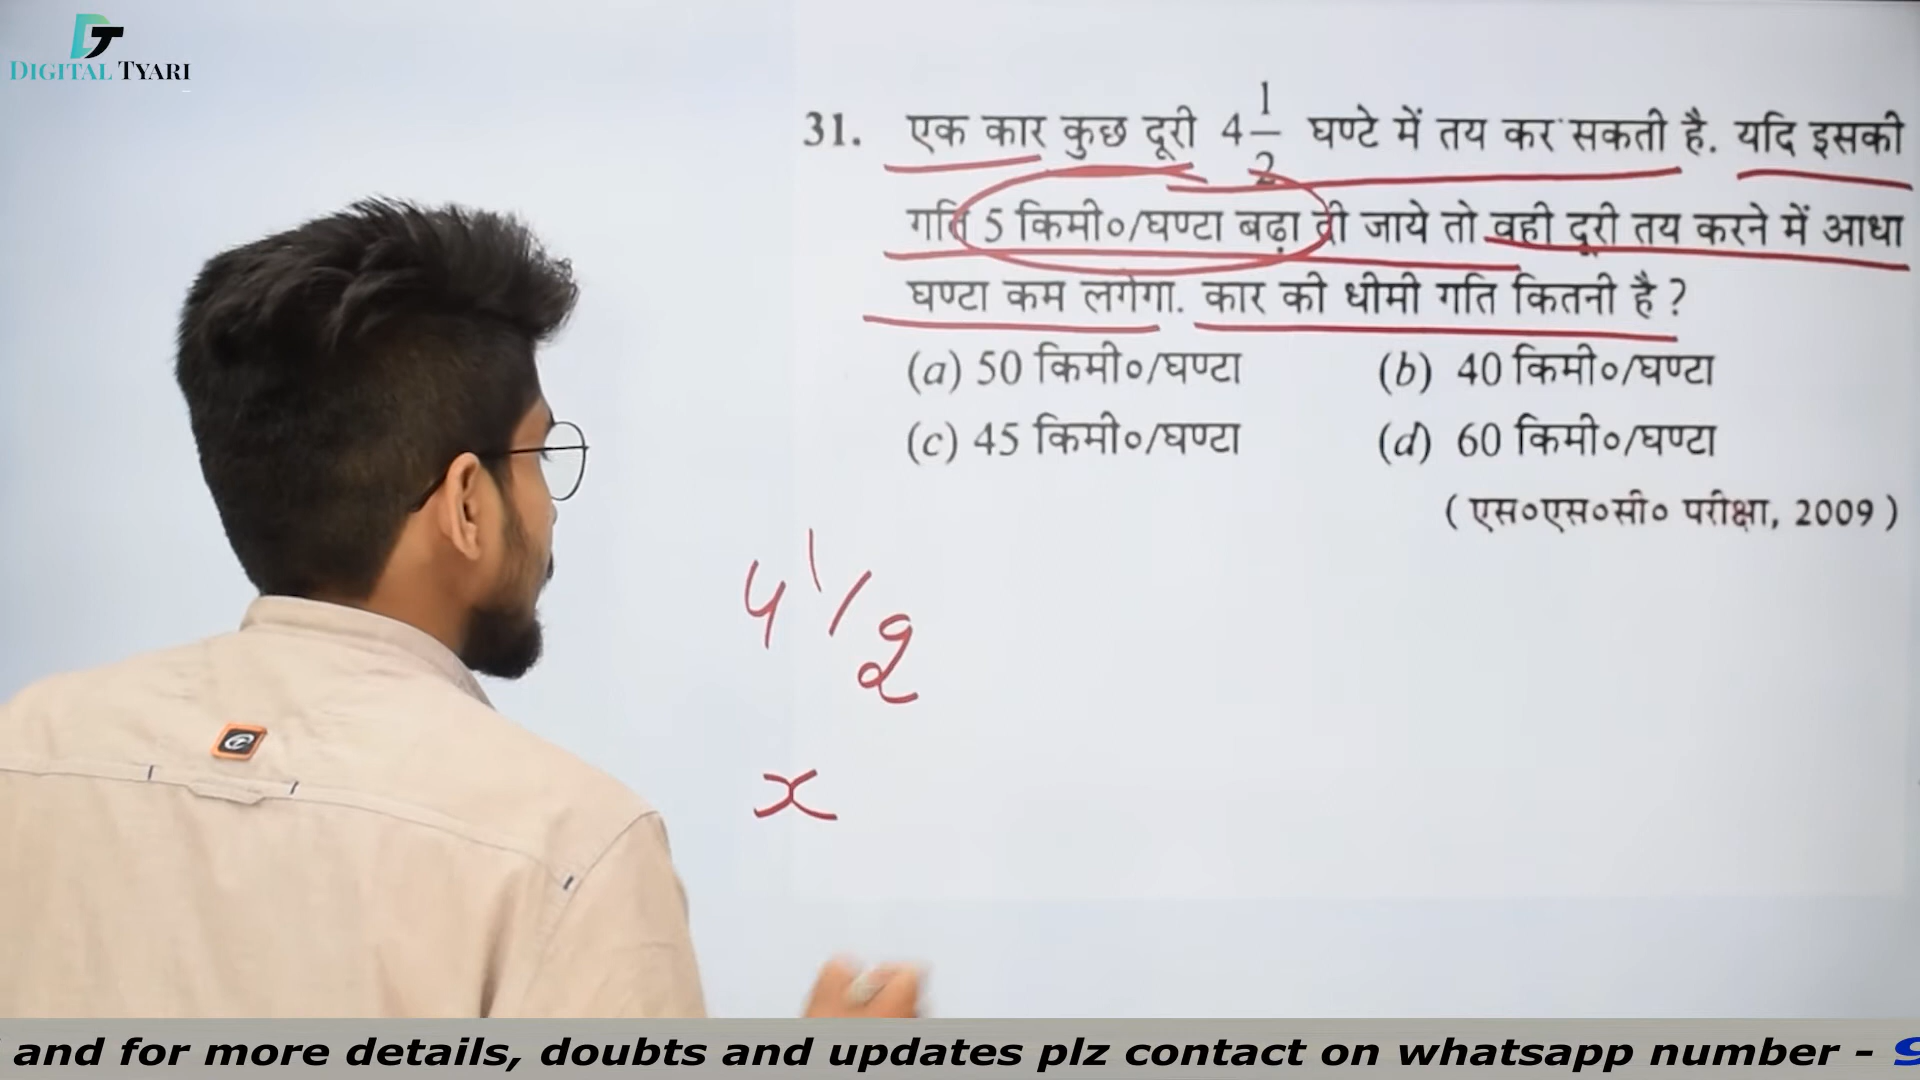 DT
DIGITAL TYARI
31. एक कार कुछ दूरी 4 1/2 घण्टे में तय कर सकती है. यदि इसकी
गति 5 किमी०/घण्टा बढ़ा दी जाये तो वही दूरी तय करने में आधा
घण्टा कम लगेगा. कार की धीमी गति कितनी है ?
(a) 50 किमी०/घण्टा (b) 40 किमी०/घण्टा
(c) 45 किमी०/घण्टा (d) 60 किमी०/घण्टा
( एस०एस०सी० परीक्षा, 2009 )
4 1/2
x
and for more details, doubts and updates plz contact on whatsapp number -